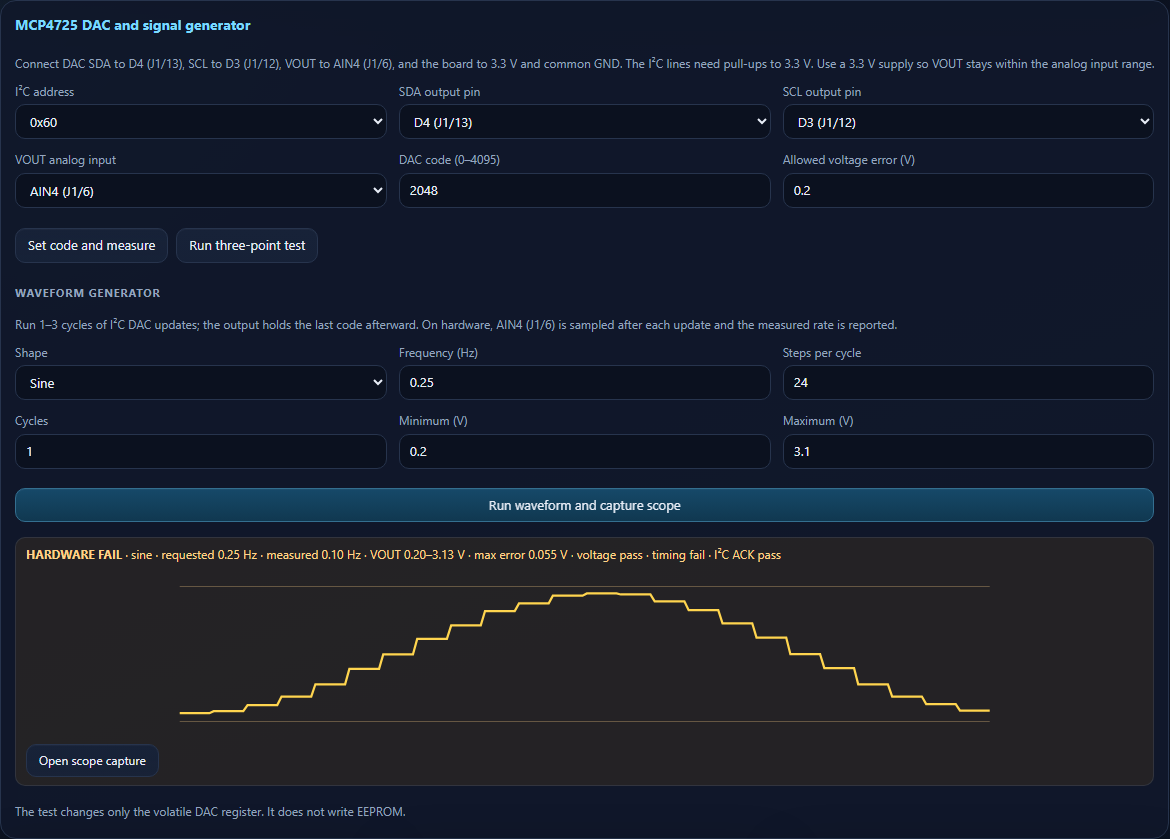 MCP4725 DAC and signal generator
Connect DAC SDA to D4 (J1/13), SCL to D3 (J1/12), VOUT to AIN4 (J1/6), and the board to 3.3 V and common GND. The I²C lines need pull-ups to 3.3 V. Use a 3.3 V supply so VOUT stays within the analog input range.
I²C address
SDA output pin
SCL output pin
0x60
D4 (J1/13)
D3 (J1/12)
VOUT analog input
DAC code (0–4095)
Allowed voltage error (V)
AIN4 (J1/6)
2048
0.2
Set code and measure
Run three-point test
WAVEFORM GENERATOR
Run 1–3 cycles of I²C DAC updates; the output holds the last code afterward. On hardware, AIN4 (J1/6) is sampled after each update and the measured rate is reported.
Shape
Frequency (Hz)
Steps per cycle
Sine
0.25
24
Cycles
Minimum (V)
Maximum (V)
1
0.2
3.1
Run waveform and capture scope
HARDWARE FAIL · sine · requested 0.25 Hz · measured 0.10 Hz · VOUT 0.20–3.13 V · max error 0.055 V · voltage pass · timing fail · I²C ACK pass
Open scope capture
The test changes only the volatile DAC register. It does not write EEPROM.